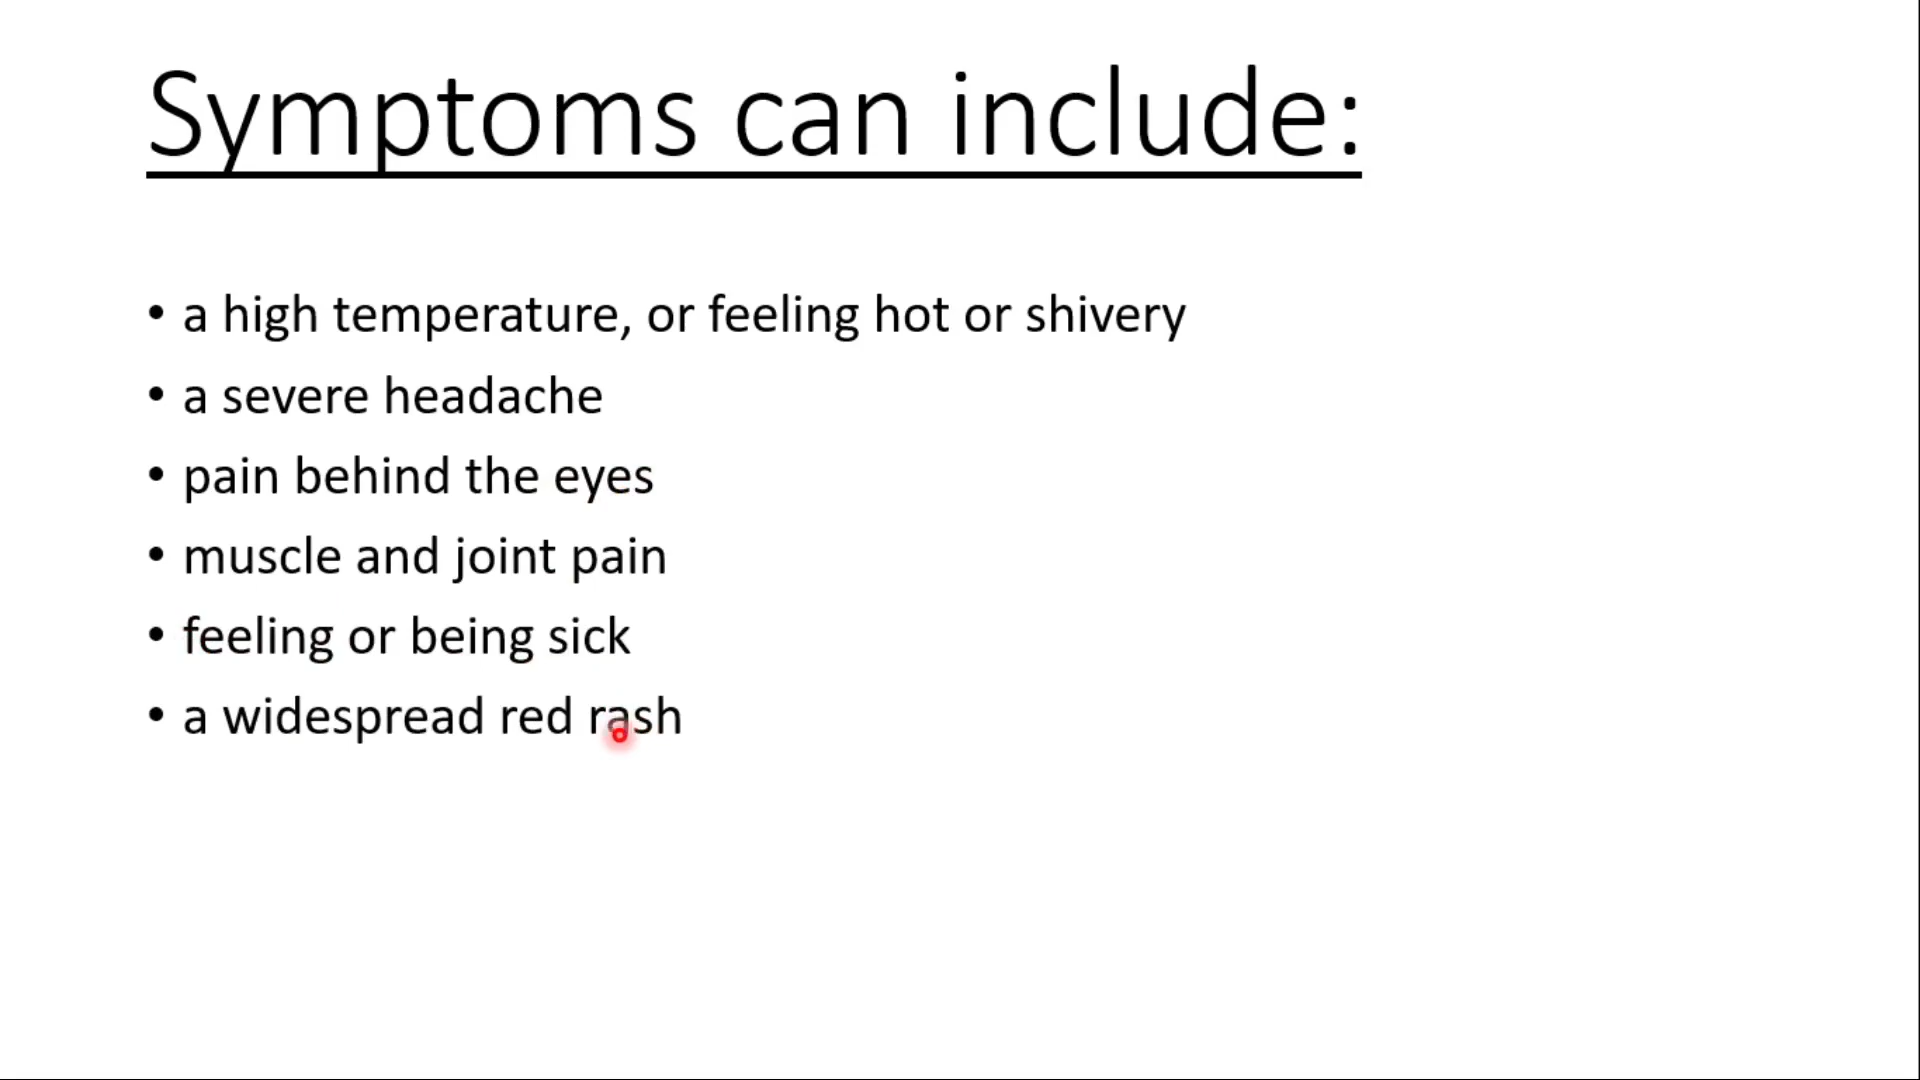 Symptoms can include:
• a high temperature, or feeling hot or shivery
• a severe headache
• pain behind the eyes
• muscle and joint pain
• feeling or being sick
• a widespread red rash